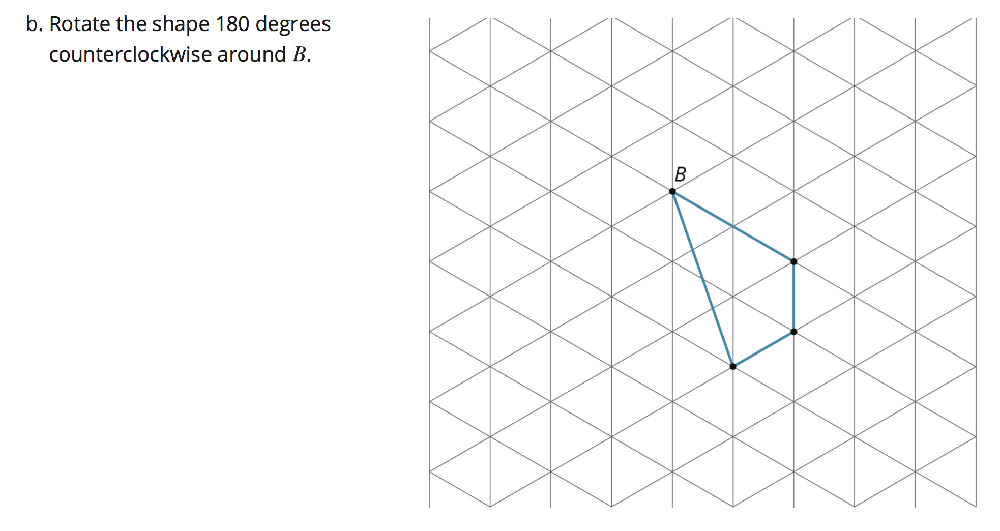 b. Rotate the shape 180 degrees
counterclockwise around B.
B